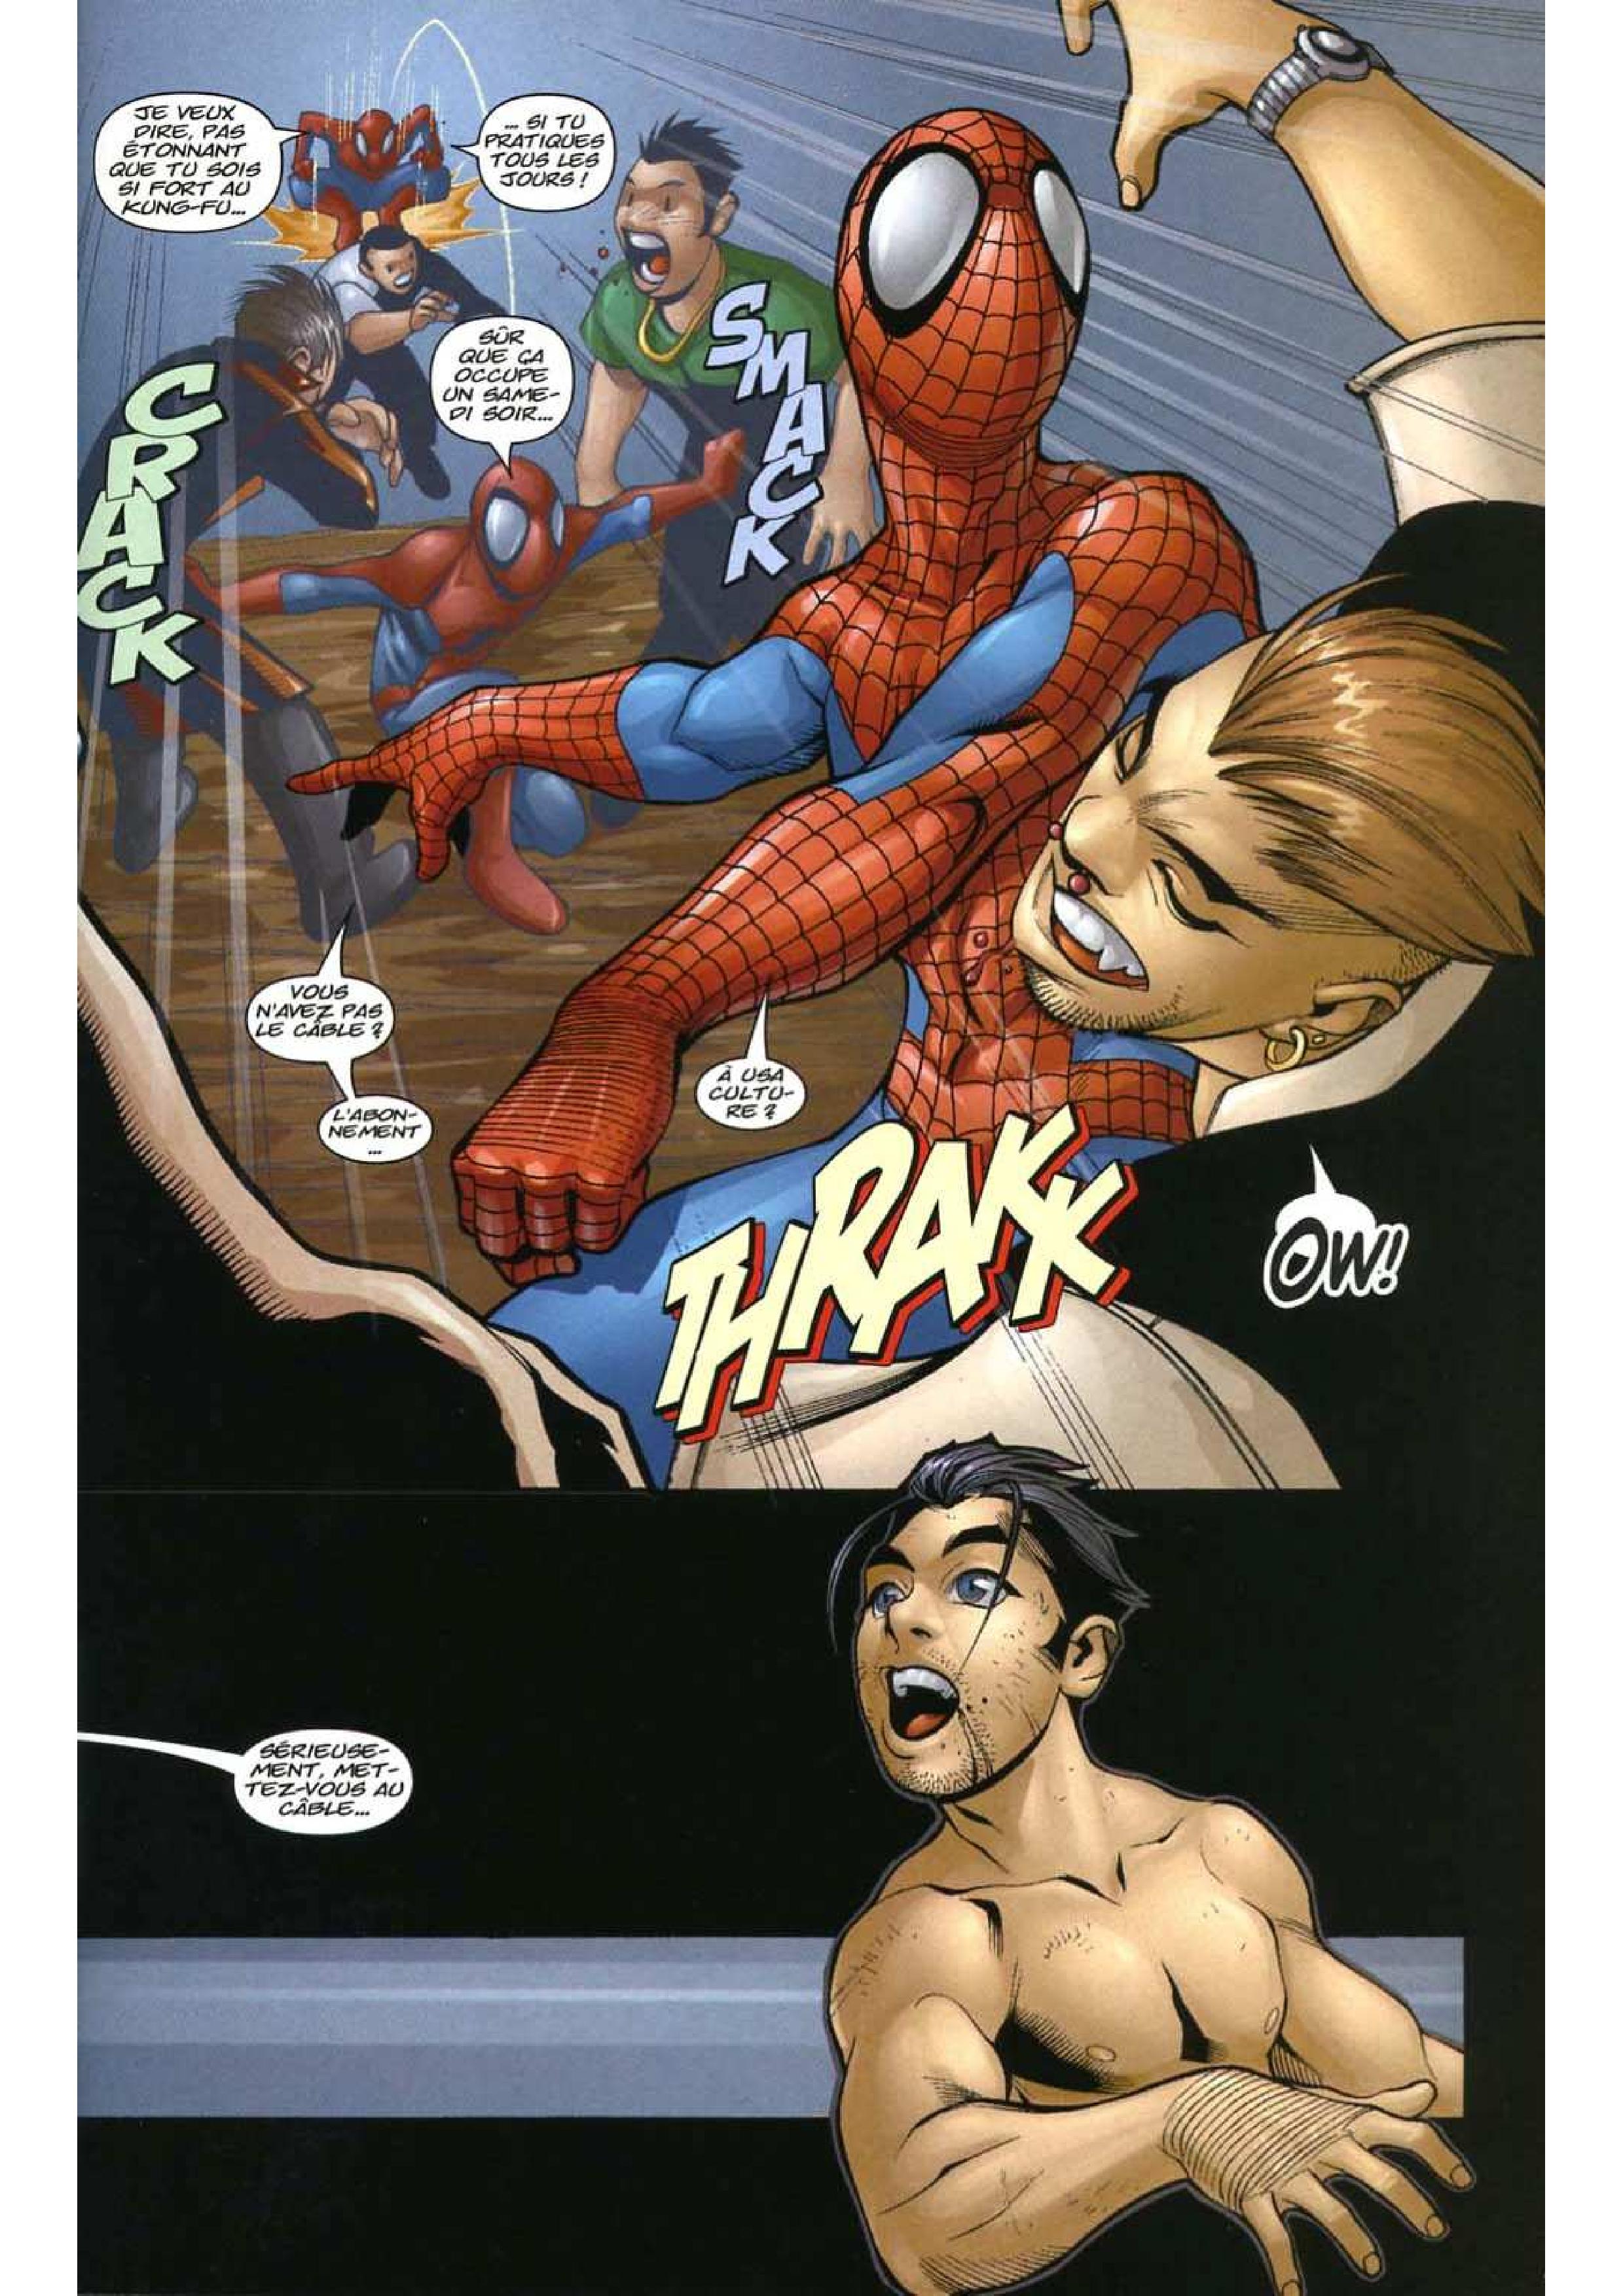 JE VEUX
DIRE, PAS
ÉTONNANT
QUE TU SOIS
SI FORT AU
KUNG-FU...
... SI TU
PRATIQUES
TOUS LES
JOURS !
SÛR
QUE ÇA
OCCUPE
UN SAME-
DI SOIR...
CRACK
SMACK
VOUS
N'AVEZ PAS
LE CÂBLE ?
L'ABON-
NEMENT
...
À USA
CULTU-
RE ?
THRAKK
OW!
SÉRIEUSE-
MENT, MET-
TEZ-VOUS AU
CÂBLE...